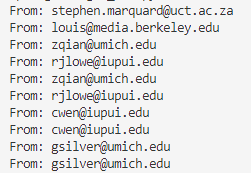 From: stephen.marquard@uct.ac.za
From: louis@media.berkeley.edu
From: zqian@umich.edu
From: rjlowe@iupui.edu
From: zqian@umich.edu
From: rjlowe@iupui.edu
From: cwen@iupui.edu
From: cwen@iupui.edu
From: gsilver@umich.edu
From: gsilver@umich.edu